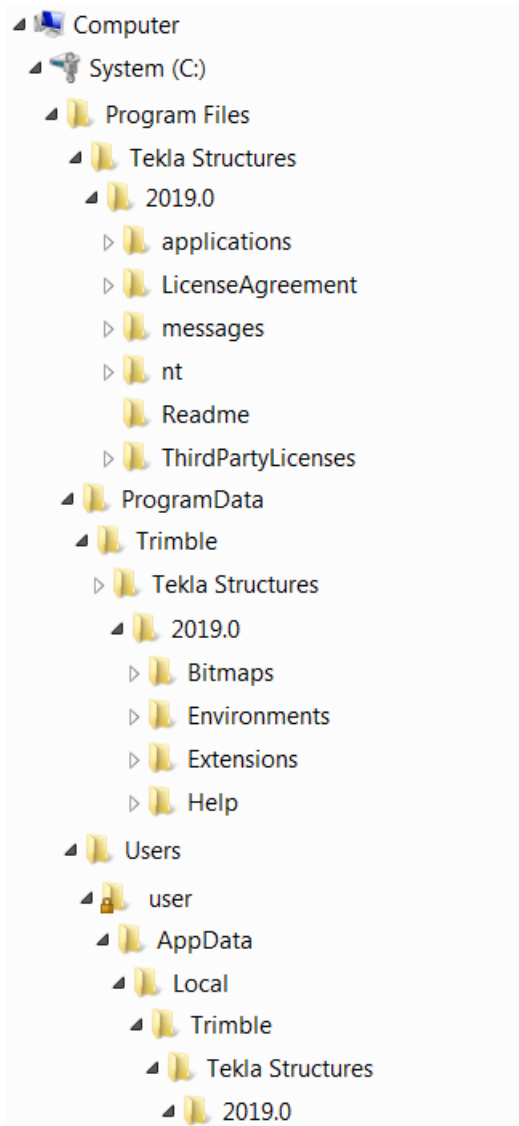 Computer
System (C:)
Program Files
Tekla Structures
2019.0
applications
LicenseAgreement
messages
nt
Readme
ThirdPartyLicenses
ProgramData
Trimble
Tekla Structures
2019.0
Bitmaps
Environments
Extensions
Help
Users
user
AppData
Local
Trimble
Tekla Structures
2019.0